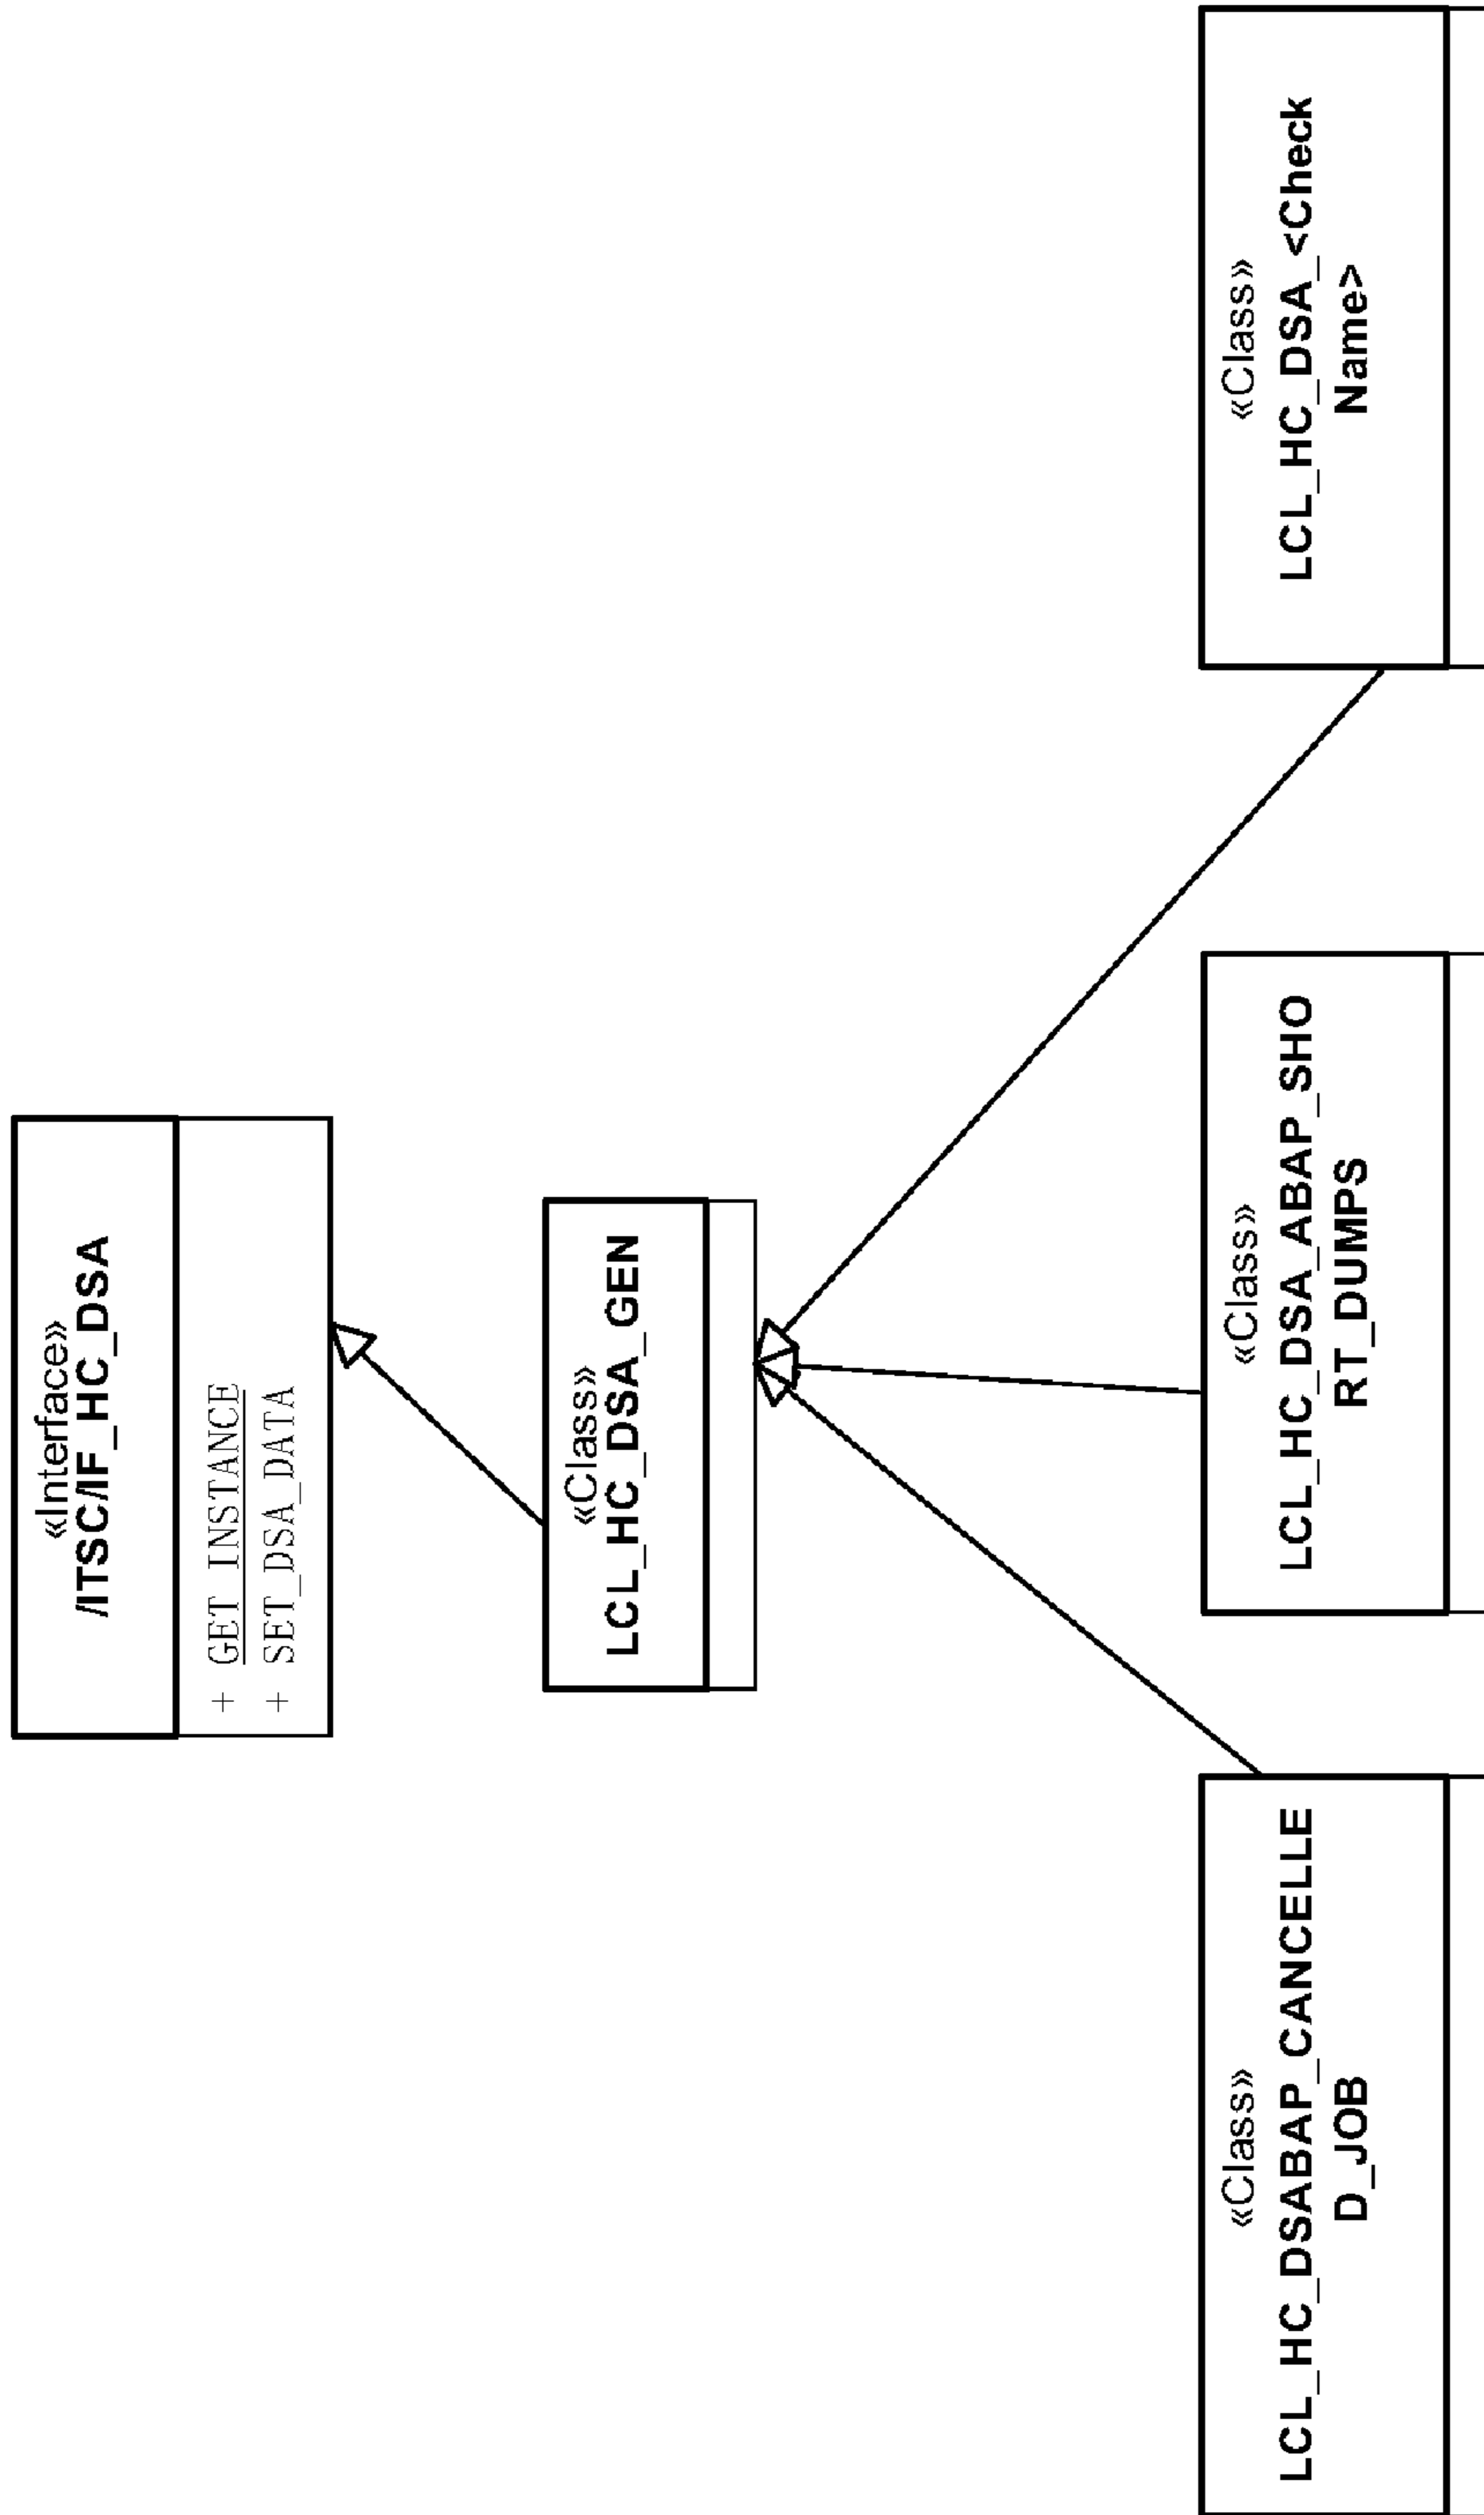 «Interface»
/ITSC/IF_HC_DSA
+ GET_INSTANCE
+ SET_DSA_DATA
«Class»
LCL_HC_DSA_GEN
«Class»
LCL_HC_DSABAP_CANCELLE
D_JOB
«Class»
LCL_HC_DSA_ABAP_SHO
RT_DUMPS
«Class»
LCL_HC_DSA_<Check
Name>